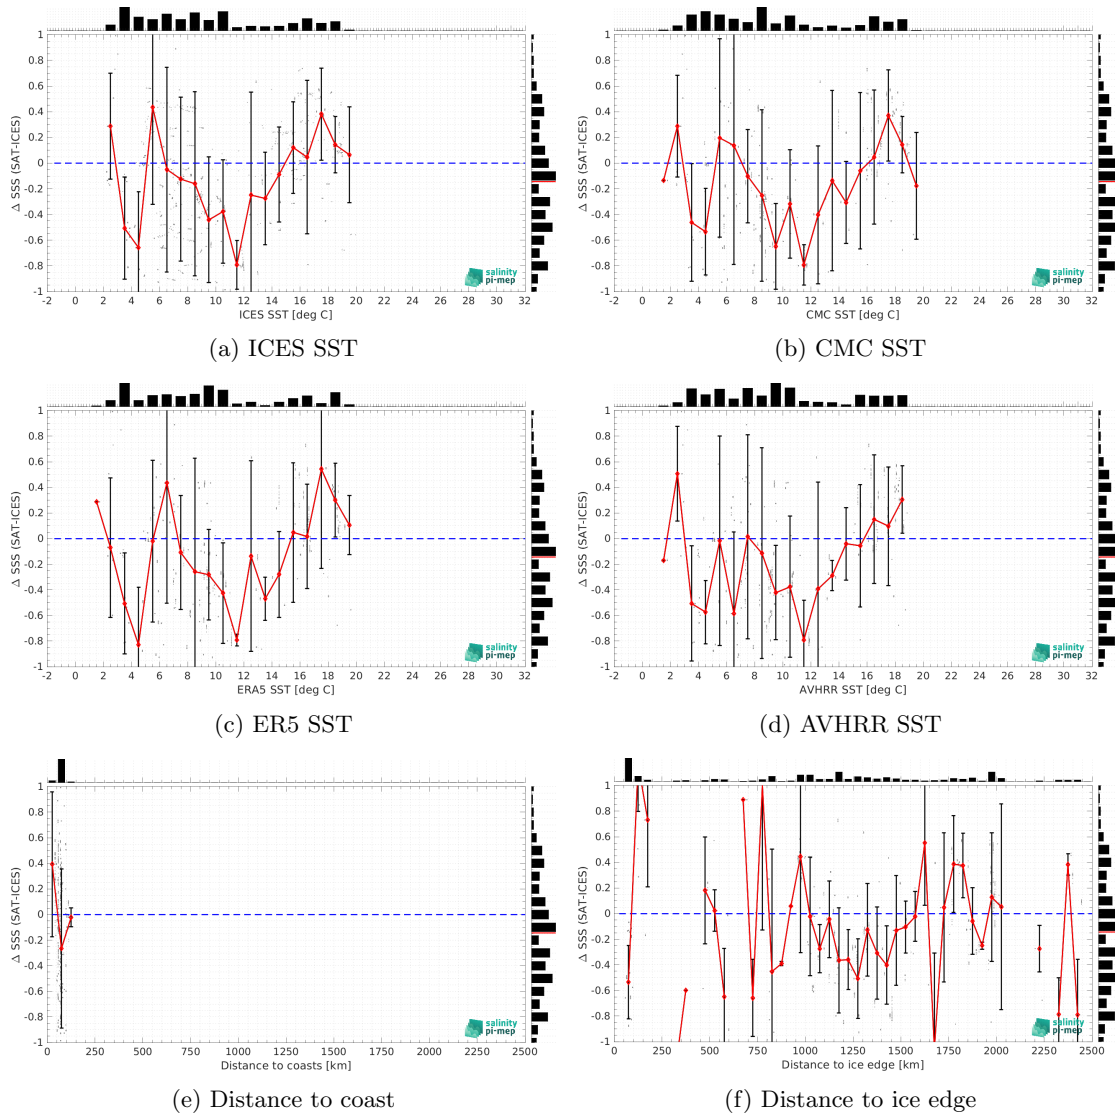 1
0.8
0.6
0.4
0.2
0
-0.2
-0.4
-0.6
-0.8
-1
Δ SSS (SAT-ICES)
-2 0 2 4 6 8 10 12 14 16 18 20 22 24 26 28 30 32
ICES SST [deg C]
salinity
pi-mep
(a) ICES SST
1
0.8
0.6
0.4
0.2
0
-0.2
-0.4
-0.6
-0.8
-1
Δ SSS (SAT-ICES)
-2 0 2 4 6 8 10 12 14 16 18 20 22 24 26 28 30 32
CMC SST [deg C]
salinity
pi-mep
(b) CMC SST
1
0.8
0.6
0.4
0.2
0
-0.2
-0.4
-0.6
-0.8
-1
Δ SSS (SAT-ICES)
-2 0 2 4 6 8 10 12 14 16 18 20 22 24 26 28 30 32
ERA5 SST [deg C]
salinity
pi-mep
(c) ER5 SST
1
0.8
0.6
0.4
0.2
0
-0.2
-0.4
-0.6
-0.8
-1
Δ SSS (SAT-ICES)
-2 0 2 4 6 8 10 12 14 16 18 20 22 24 26 28 30 32
AVHRR SST [deg C]
salinity
pi-mep
(d) AVHRR SST
1
0.8
0.6
0.4
0.2
0
-0.2
-0.4
-0.6
-0.8
-1
Δ SSS (SAT-ICES)
0 250 500 750 1000 1250 1500 1750 2000 2250 2500
Distance to coasts [km]
salinity
pi-mep
(e) Distance to coast
1
0.8
0.6
0.4
0.2
0
-0.2
-0.4
-0.6
-0.8
-1
Δ SSS (SAT-ICES)
0 250 500 750 1000 1250 1500 1750 2000 2250 2500
Distance to ice edge [km]
salinity
pi-mep
(f) Distance to ice edge